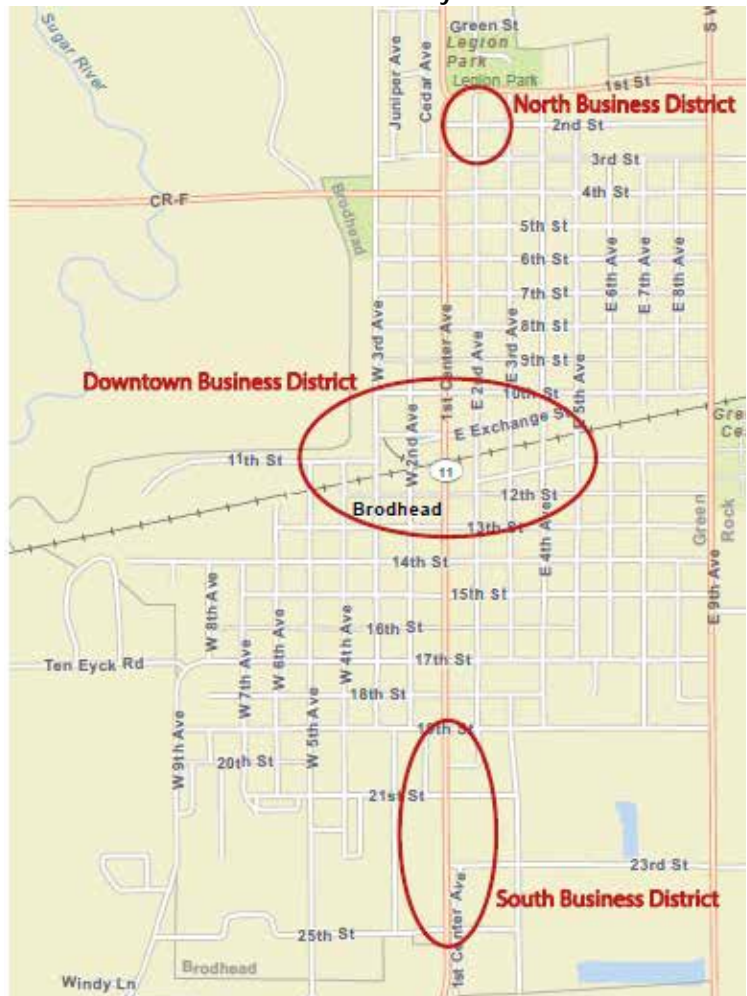 Sugar River
Green St
Legion
Park
Legion Park
Juniper Ave
Cedar Ave
1st St
S W
North Business District
2nd St
3rd St
CR-F
4th St
Brodhead
5th St
6th St
E 6th Ave
E 7th Ave
E 8th Ave
7th St
W 3rd Ave
1st Center Ave
E 2nd Ave
E 3rd Ave
8th St
9th St
Downtown Business District
10th St
E 5th Ave
W 2nd Ave
E Exchange St
Gre
Ce
11th St
11
12th St
Brodhead
13th St
E 4th Ave
Green
Rock
14th St
E 9th Ave
15th St
W 8th Ave
16th St
W 7th Ave
W 6th Ave
W 4th Ave
Ten Eyck Rd
17th St
18th St
W 5th Ave
19th St
W 9th Ave
20th St
21st St
23rd St
South Business District
25th St
1st Center Ave
Brodhead
Windy Ln